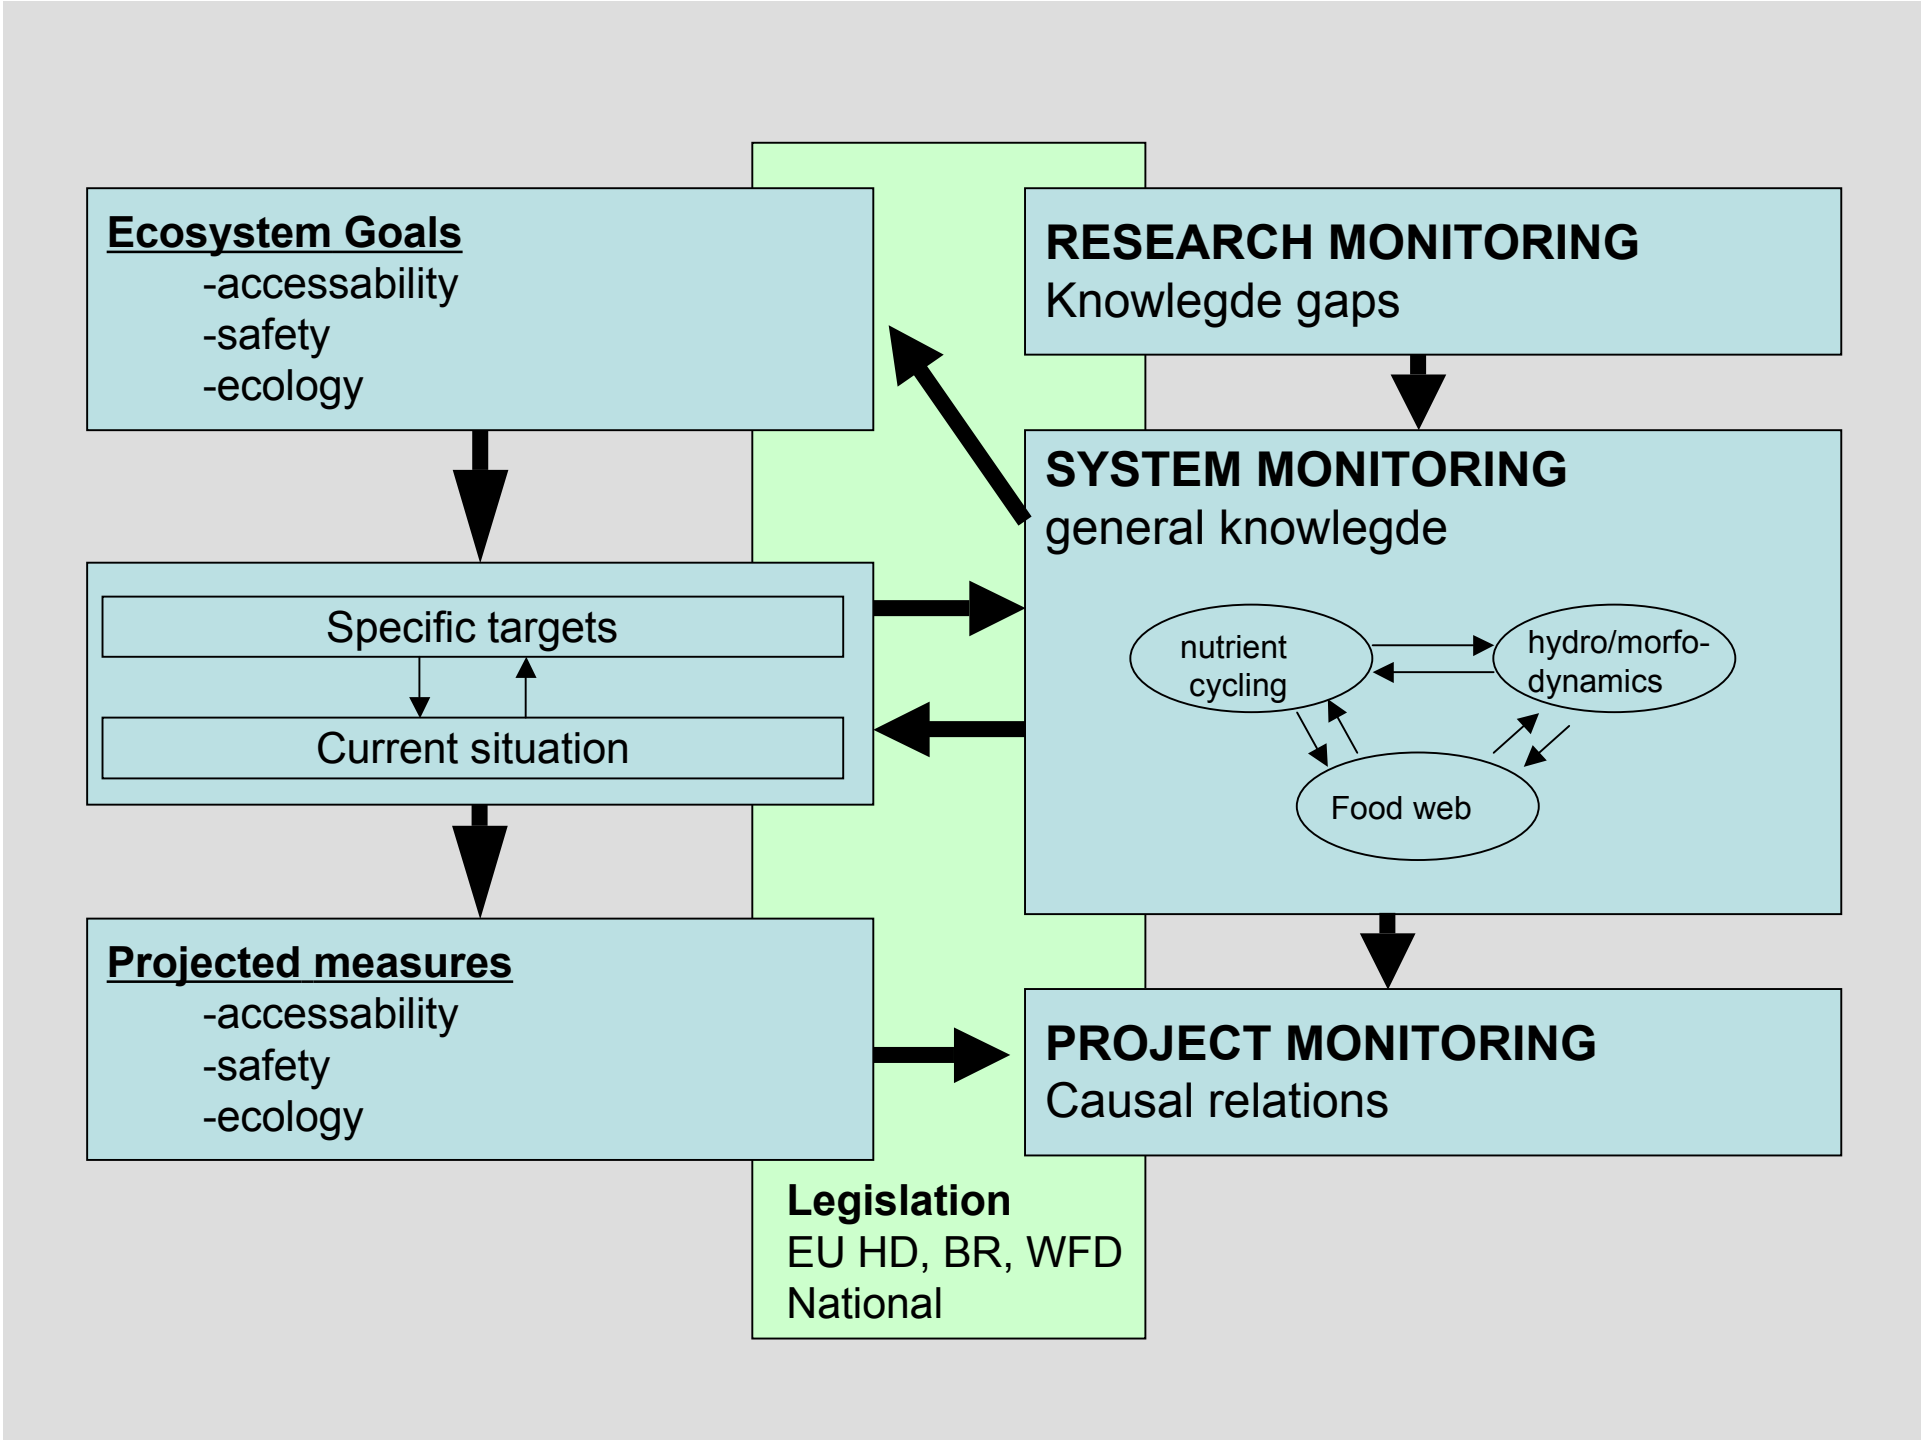 Ecosystem Goals
-accessability
-safety
-ecology
Specific targets
Current situation
Projected measures
-accessability
-safety
-ecology
RESEARCH MONITORING
Knowlegde gaps
SYSTEM MONITORING
general knowlegde
nutrient
cycling
hydro/morfo-
dynamics
Food web
PROJECT MONITORING
Causal relations
Legislation
EU HD, BR, WFD
National